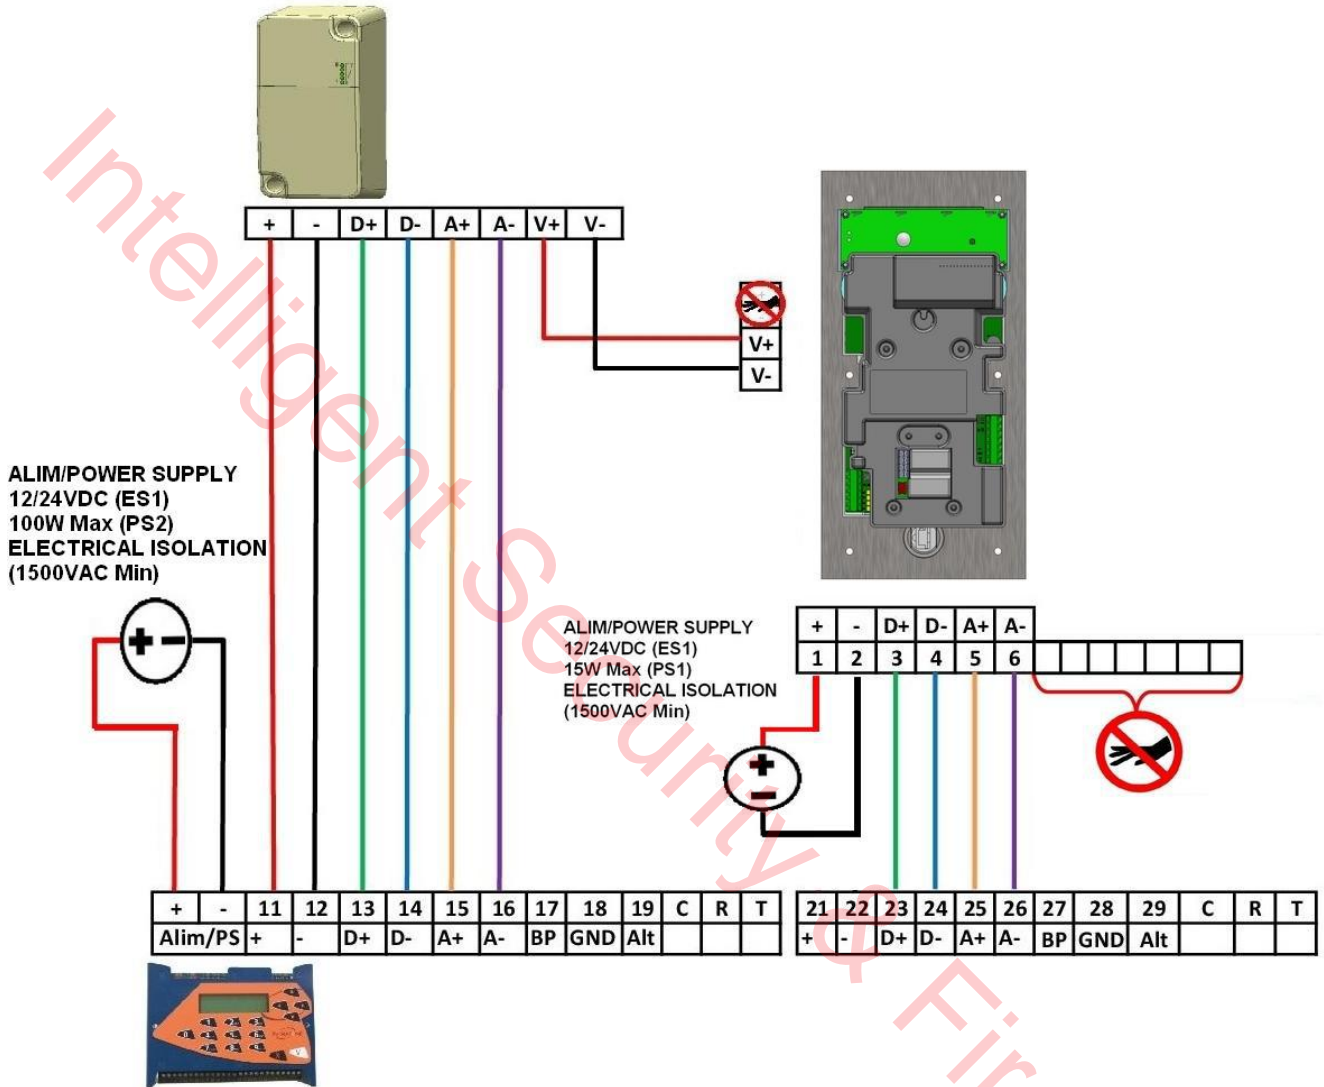 + - D+ D- A+ A- V+ V-
V+
V-
ALIM/POWER SUPPLY
12/24VDC (ES1)
100W Max (PS2)
ELECTRICAL ISOLATION
(1500VAC Min)
+ -
ALIM/POWER SUPPLY
12/24VDC (ES1)
15W Max (PS1)
ELECTRICAL ISOLATION
(1500VAC Min)
+
-
+ - D+ D- A+ A-
1 2 3 4 5 6
+ - 11 12 13 14 15 16 17 18 19 C R T
Alim/PS + - D+ D- A+ A- BP GND Alt
21 22 23 24 25 26 27 28 29 C R T
+ - D+ D- A+ A- BP GND Alt
Intelligent Security & Fir